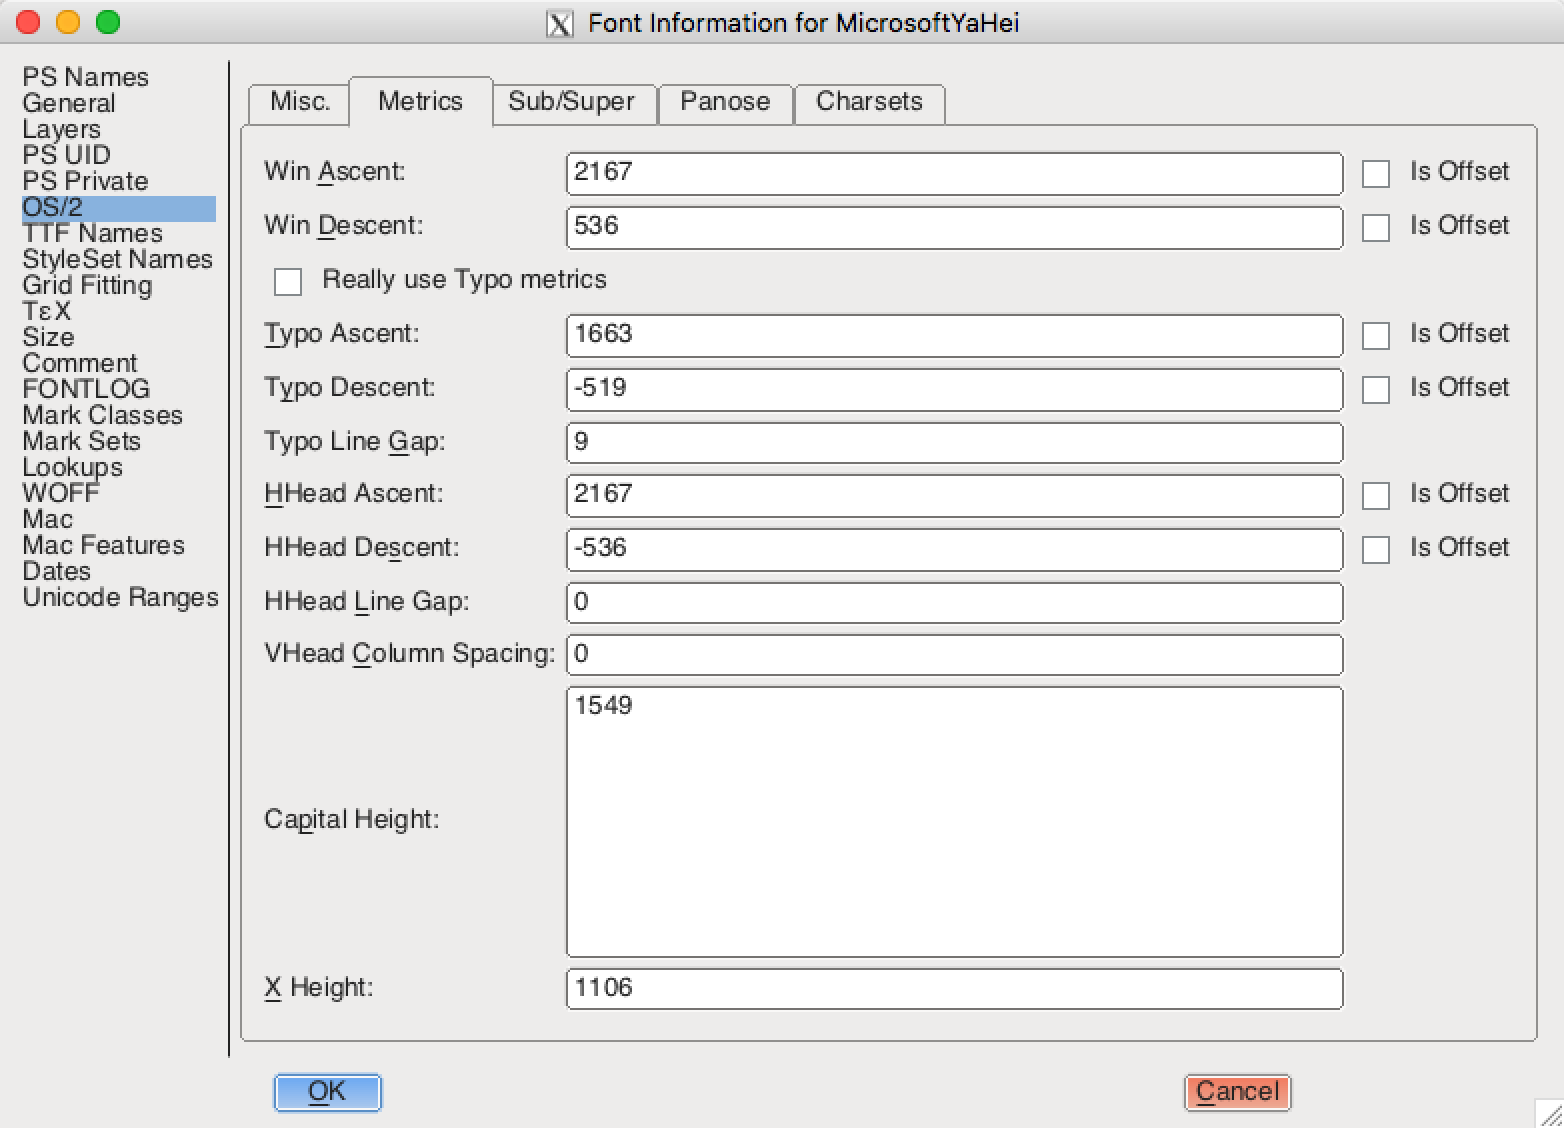 Font Information for MicrosoftYaHei
PS Names
General
Layers
PS UID
PS Private
OS/2
TTF Names
StyleSet Names
Grid Fitting
ΤεΧ
Size
Comment
FONTLOG
Mark Classes
Mark Sets
Lookups
WOFF
Mac
Mac Features
Dates
Unicode Ranges
Misc. Metrics Sub/Super Panose Charsets
Win Ascent: 2167 Is Offset
Win Descent: 536 Is Offset
Really use Typo metrics
Typo Ascent: 1663 Is Offset
Typo Descent: -519 Is Offset
Typo Line Gap: 9
HHead Ascent: 2167 Is Offset
HHead Descent: -536 Is Offset
HHead Line Gap: 0
VHead Column Spacing: 0
Capital Height: 1549
X Height: 1106
OK Cancel